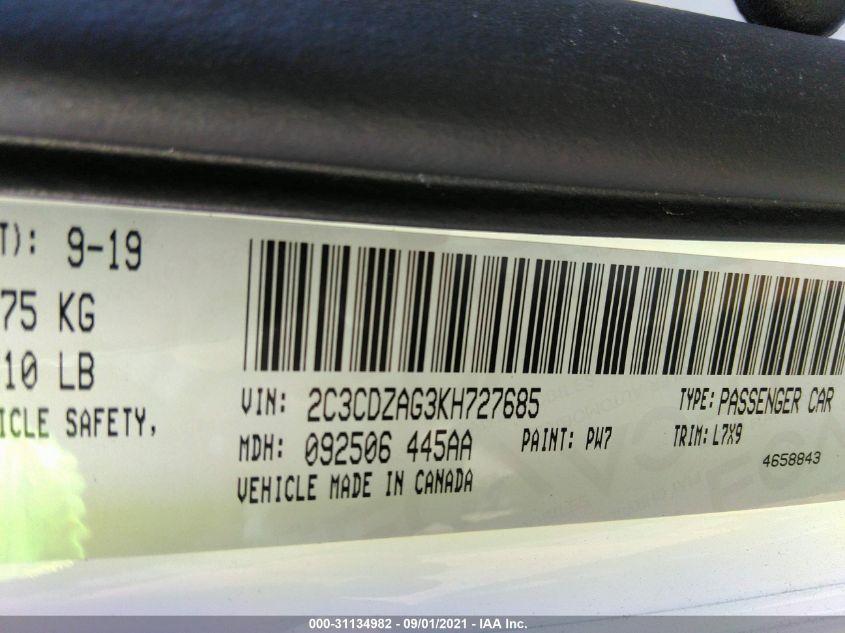 T): 9-19
75 KG
10 LB
ICLE SAFETY,
VIN: 2C3CDZAG3KH727685
TYPE: PASSENGER CAR
MDH: 092506 445AA
PAINT: PW7
TRIM: L7X9
4658843
VEHICLE MADE IN CANADA
000-31134982 - 09/01/2021 - IAA Inc.